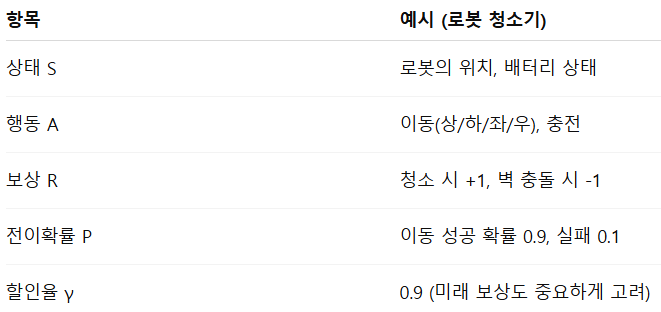 항목 예시 (로봇 청소기)
상태 S 로봇의 위치, 배터리 상태
행동 A 이동(상/하/좌/우), 충전
보상 R 청소 시 +1, 벽 충돌 시 -1
전이확률 P 이동 성공 확률 0.9, 실패 0.1
할인율 γ 0.9 (미래 보상도 중요하게 고려)